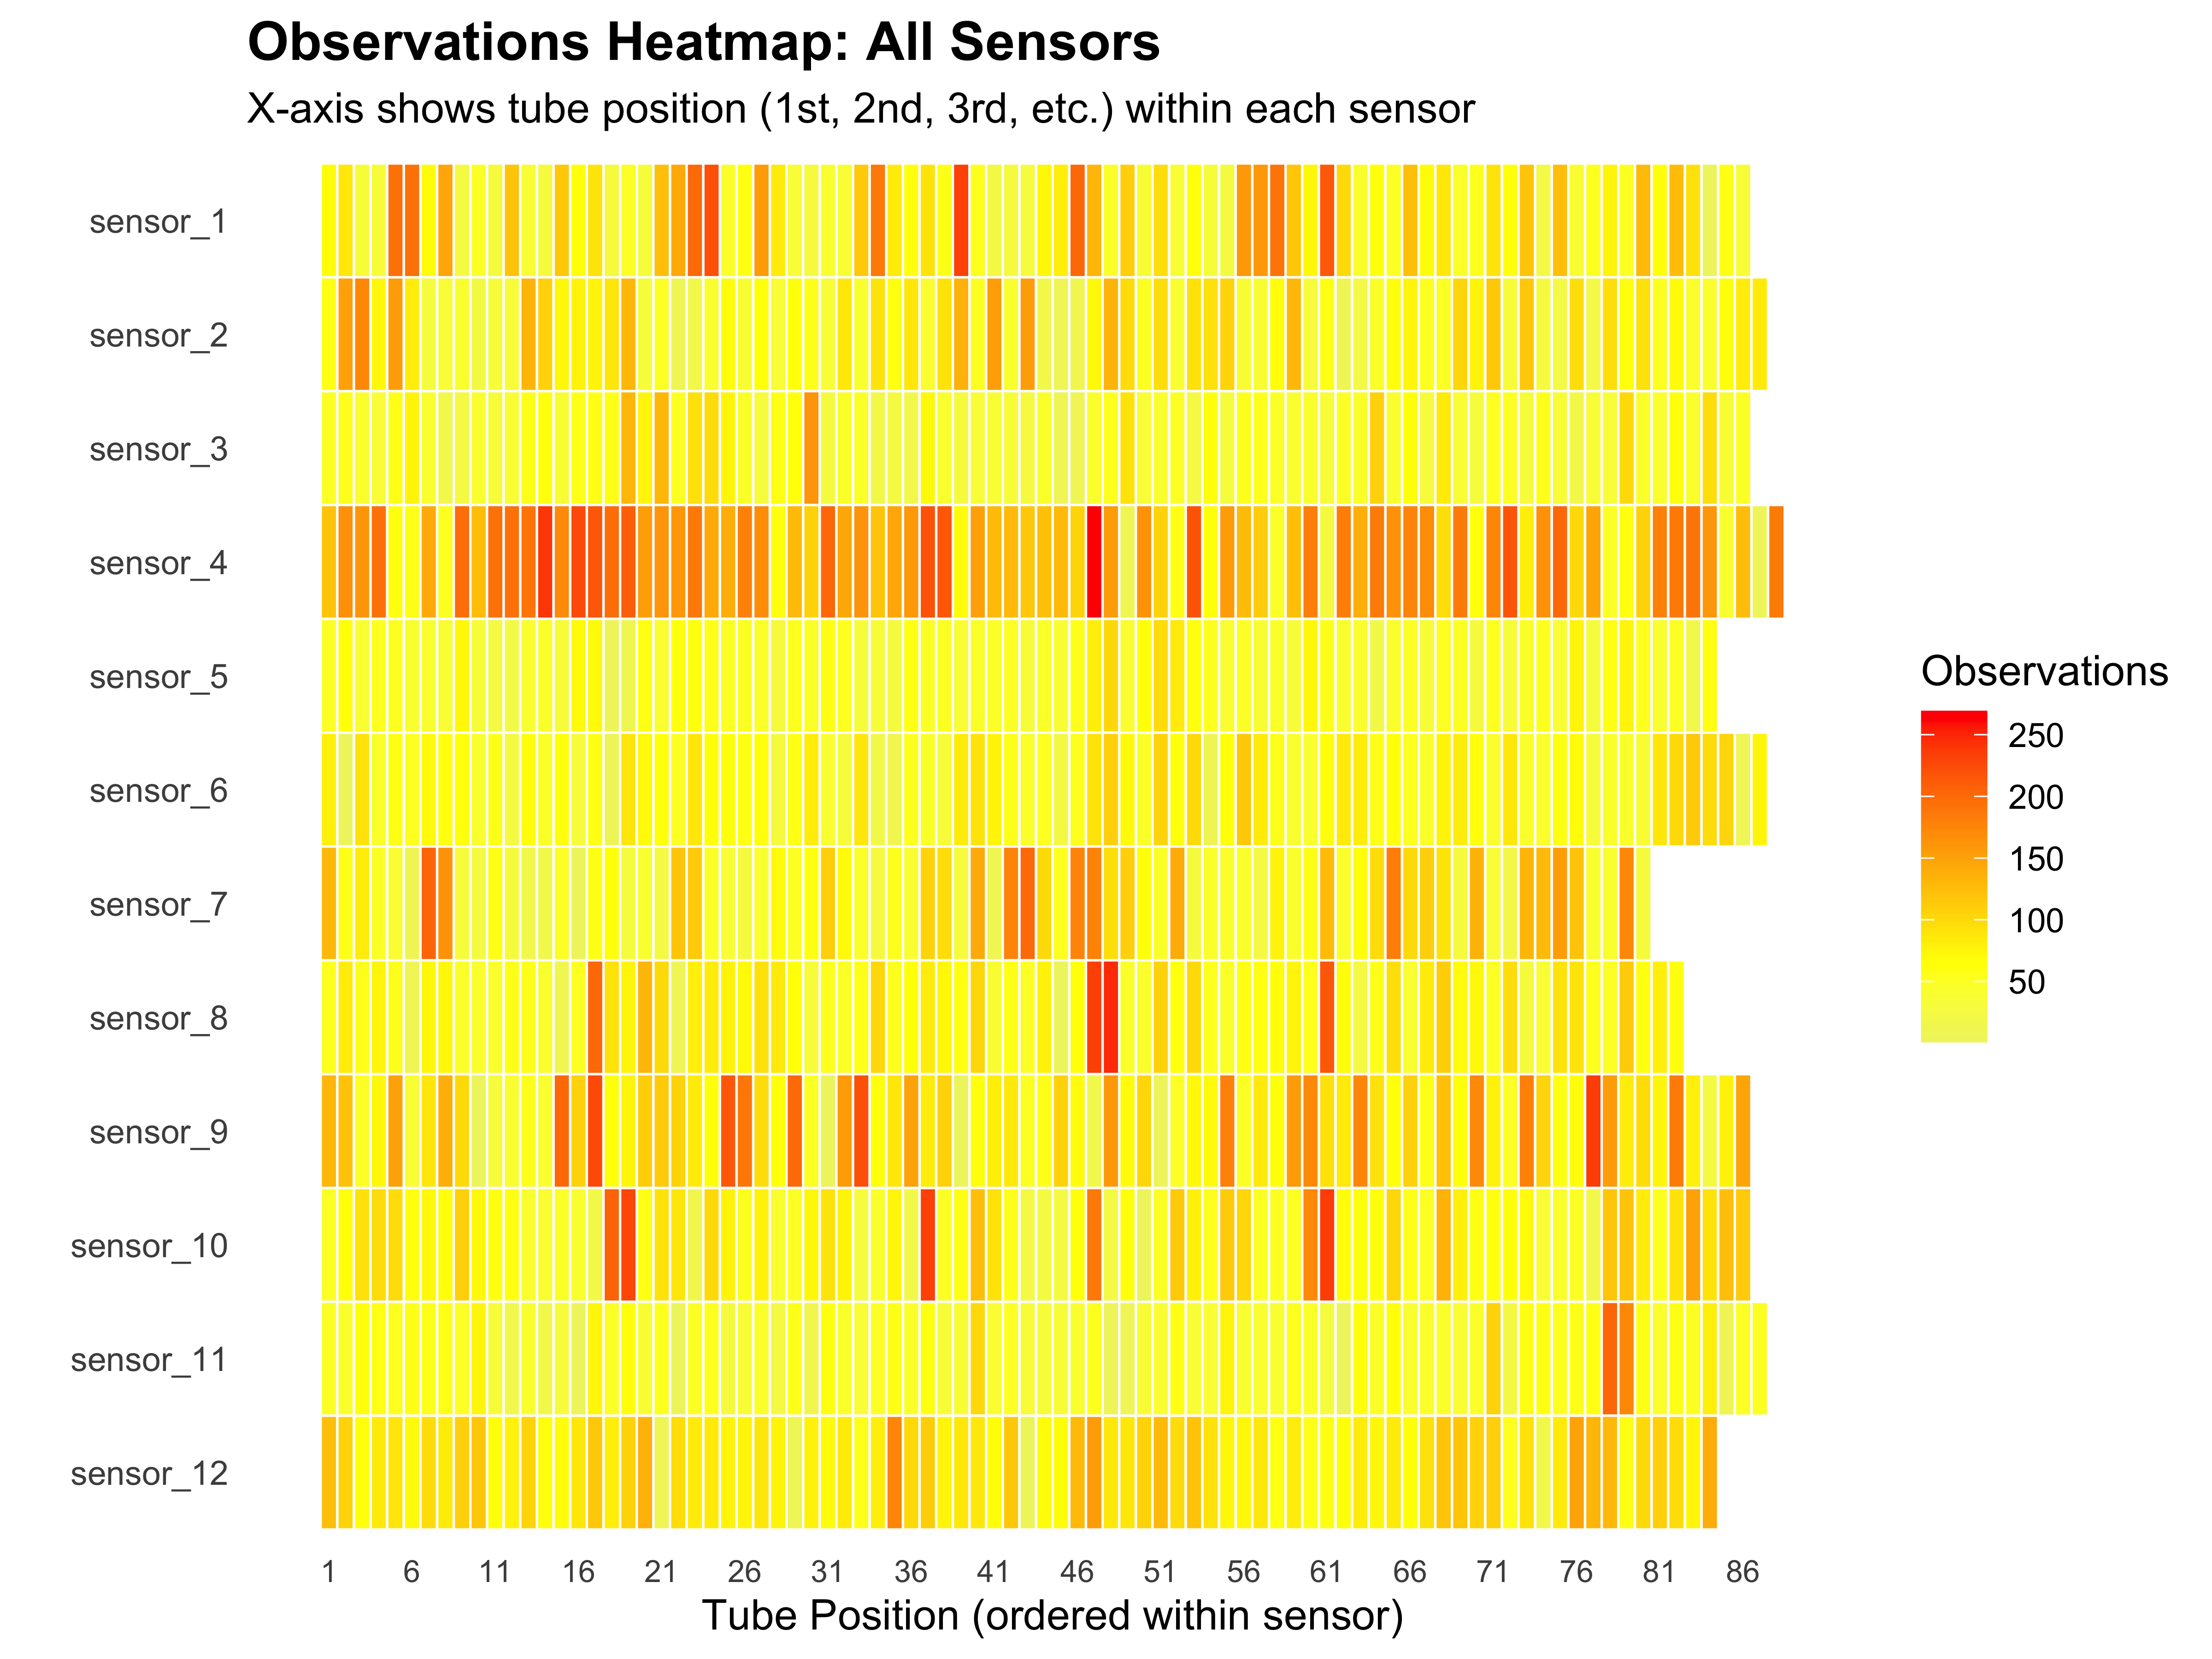 Observations Heatmap: All Sensors
X-axis shows tube position (1st, 2nd, 3rd, etc.) within each sensor
sensor_1
sensor_2
sensor_3
sensor_4
sensor_5
sensor_6
sensor_7
sensor_8
sensor_9
sensor_10
sensor_11
sensor_12
1 6 11 16 21 26 31 36 41 46 51 56 61 66 71 76 81 86
Tube Position (ordered within sensor)
Observations
250
200
150
100
50